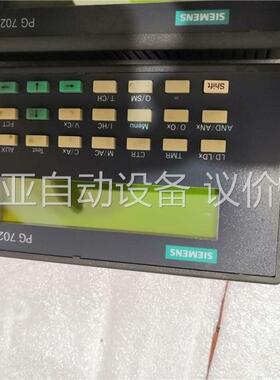 SIEMENS
PG 702
Shift
=
Q/SM
T/CH
AND/ANx
O/Ox
Menu
I/HC
V/Cx
FCT
LD/LDx
TMR
CTR
M/AC
C/Ax
Test
AUX
亚自动设备 议价
SIEMENS
PG 702